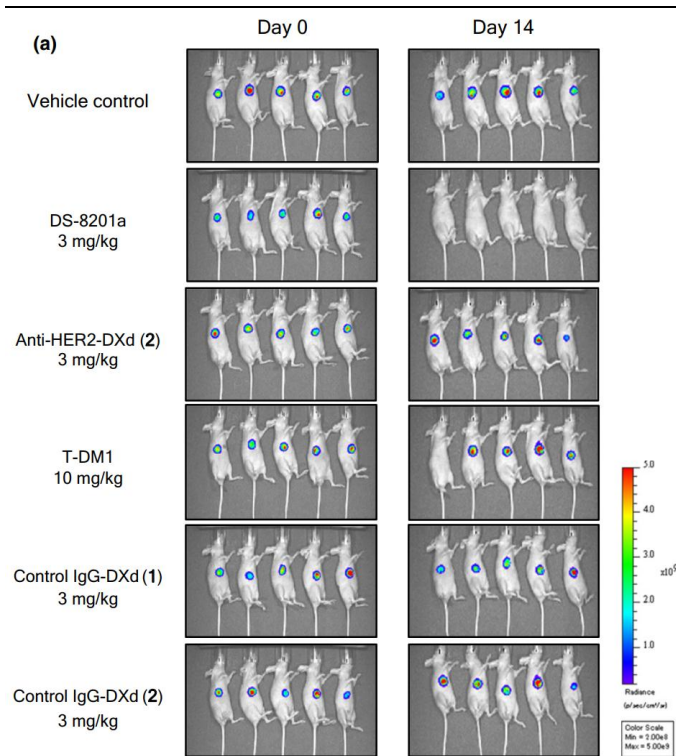 Day 0
Day 14
(a)
Vehicle control
DS-8201a
3 mg/kg
Anti-HER2-DXd (2)
3 mg/kg
T-DM1
10 mg/kg
Control IgG-DXd (1)
3 mg/kg
Control IgG-DXd (2)
3 mg/kg
5.0
4.0
3.0
x10⁹
2.0
1.0
Radiance
(p/sec/cm²/sr)
Color Scale
Min = 2.00e8
Max = 5.00e9